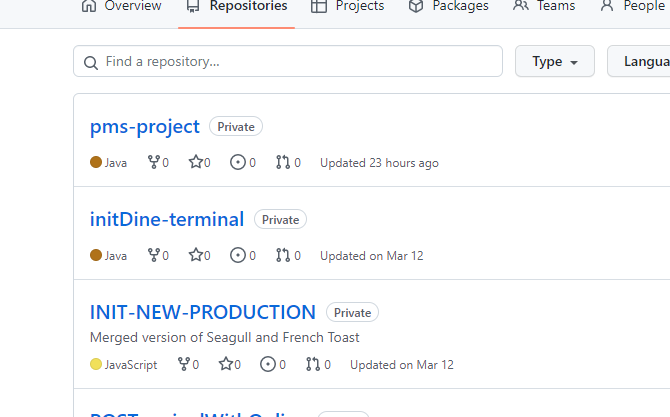 Overview Repositories Projects Packages Teams People
Find a repository... Type
pms-project Private
Java 0 0 0 0 Updated 23 hours ago
initDine-terminal Private
Java 0 0 0 0 Updated on Mar 12
INIT-NEW-PRODUCTION Private
Merged version of Seagull and French Toast
JavaScript 0 0 0 0 Updated on Mar 12